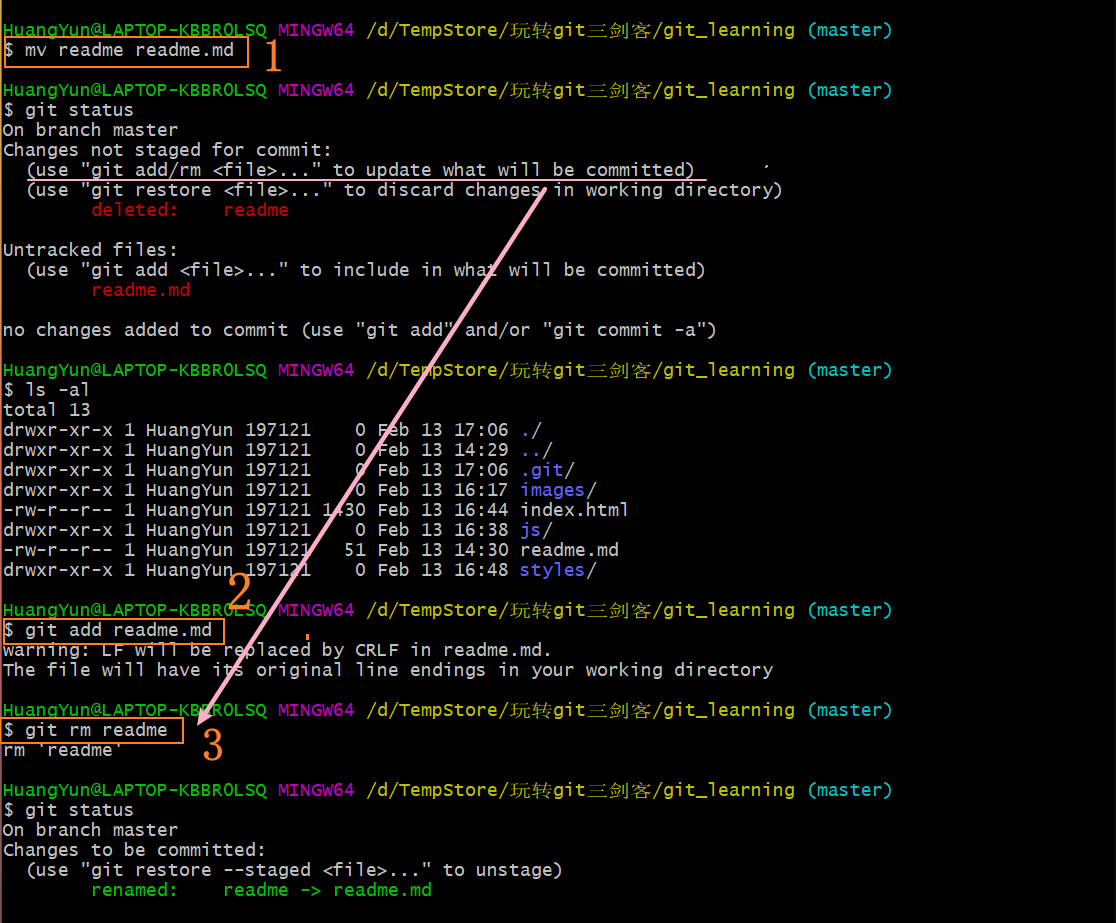 HuangYun@LAPTOP-KBBROLSQ MINGW64 /d/TempStore/玩转git三剑客/git_learning (master)
$ mv readme readme.md
1
HuangYun@LAPTOP-KBBROLSQ MINGW64 /d/TempStore/玩转git三剑客/git_learning (master)
$ git status
On branch master
Changes not staged for commit:
  (use "git add/rm <file>..." to update what will be committed)
  (use "git restore <file>..." to discard changes in working directory)
        deleted:    readme
Untracked files:
  (use "git add <file>..." to include in what will be committed)
        readme.md
no changes added to commit (use "git add" and/or "git commit -a")
HuangYun@LAPTOP-KBBROLSQ MINGW64 /d/TempStore/玩转git三剑客/git_learning (master)
$ ls -al
total 13
drwxr-xr-x 1 HuangYun 197121    0 Feb 13 17:06 ./
drwxr-xr-x 1 HuangYun 197121    0 Feb 13 14:29 ../
drwxr-xr-x 1 HuangYun 197121    0 Feb 13 17:06 .git/
drwxr-xr-x 1 HuangYun 197121    0 Feb 13 16:17 images/
-rw-r--r-- 1 HuangYun 197121 1430 Feb 13 16:44 index.html
drwxr-xr-x 1 HuangYun 197121    0 Feb 13 16:38 js/
-rw-r--r-- 1 HuangYun 197121   51 Feb 13 14:30 readme.md
drwxr-xr-x 1 HuangYun 197121    0 Feb 13 16:48 styles/
2
HuangYun@LAPTOP-KBBROLSQ MINGW64 /d/TempStore/玩转git三剑客/git_learning (master)
$ git add readme.md
warning: LF will be replaced by CRLF in readme.md.
The file will have its original line endings in your working directory
HuangYun@LAPTOP-KBBROLSQ MINGW64 /d/TempStore/玩转git三剑客/git_learning (master)
$ git rm readme
3
rm 'readme'
HuangYun@LAPTOP-KBBROLSQ MINGW64 /d/TempStore/玩转git三剑客/git_learning (master)
$ git status
On branch master
Changes to be committed:
  (use "git restore --staged <file>..." to unstage)
        renamed:    readme -> readme.md